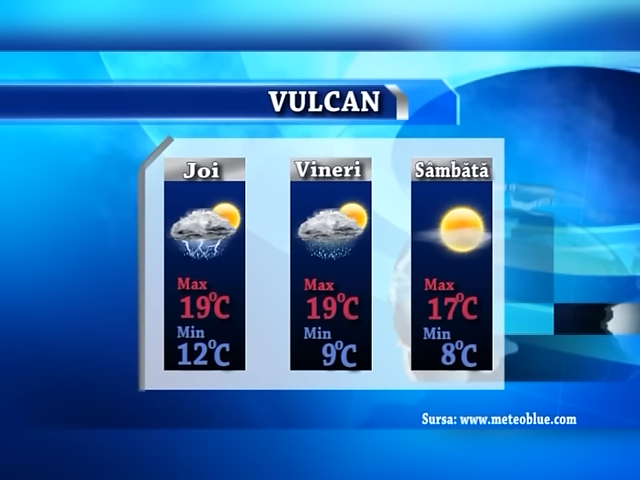 VULCAN
Joi
Vineri
Sâmbătă
Max
19°C
Min
12°C
Max
19°C
Min
9°C
Max
17°C
Min
8°C
Sursa: www.meteoblue.com